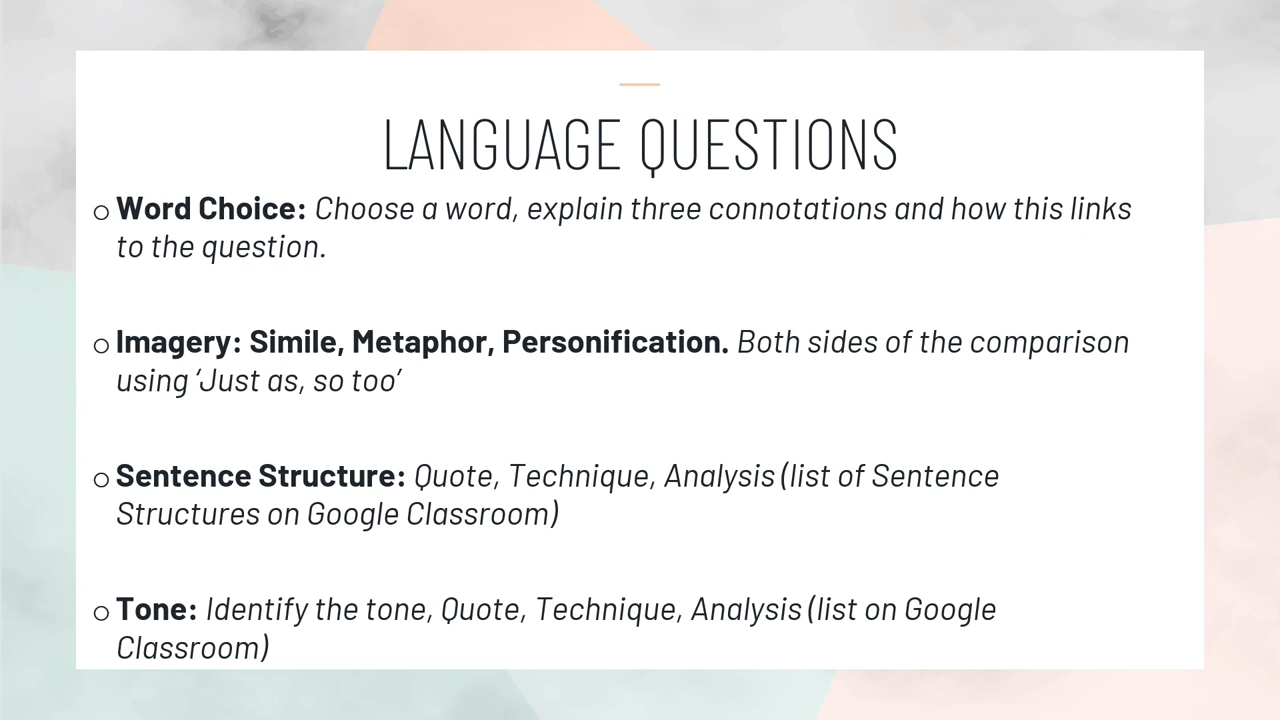 LANGUAGE QUESTIONS
○ Word Choice: Choose a word, explain three connotations and how this links
to the question.
○ Imagery: Simile, Metaphor, Personification. Both sides of the comparison
using ‘Just as, so too’
○ Sentence Structure: Quote, Technique, Analysis (list of Sentence
Structures on Google Classroom)
○ Tone: Identify the tone, Quote, Technique, Analysis (list on Google
Classroom)